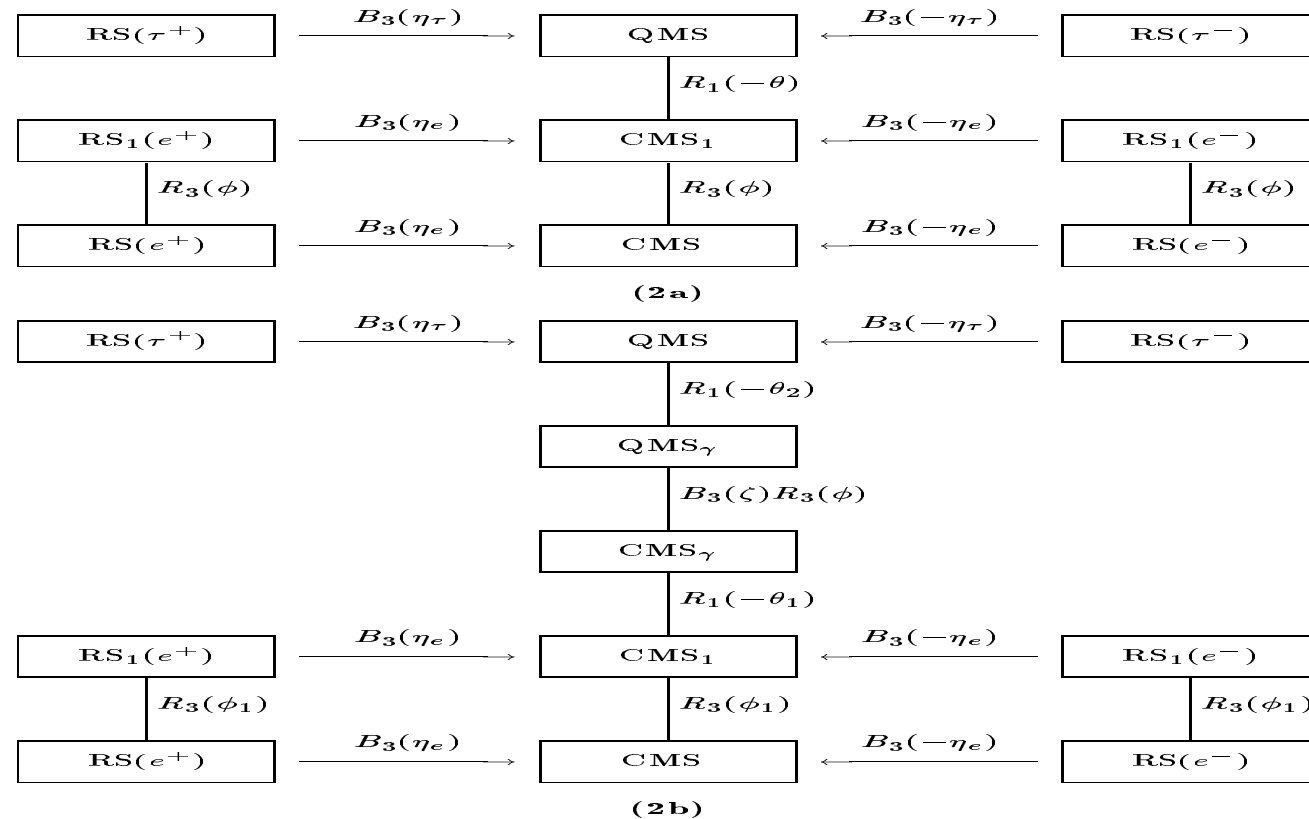 B₃(η_τ) B₃(−η_τ)
RS(τ⁺) QMS RS(τ⁻)
R₁(−θ)
B₃(η_e) B₃(−η_e)
RS₁(e⁺) CMS₁ RS₁(e⁻)
R₃(ϕ) R₃(ϕ) R₃(ϕ)
B₃(η_e) B₃(−η_e)
RS(e⁺) CMS RS(e⁻)
(2a)
B₃(η_τ) B₃(−η_τ)
RS(τ⁺) QMS RS(τ⁻)
R₁(−θ₂)
QMS_γ
B₃(ζ)R₃(ϕ)
CMS_γ
R₁(−θ₁)
B₃(η_e) B₃(−η_e)
RS₁(e⁺) CMS₁ RS₁(e⁻)
R₃(ϕ₁) R₃(ϕ₁) R₃(ϕ₁)
B₃(η_e) B₃(−η_e)
RS(e⁺) CMS RS(e⁻)
(2b)